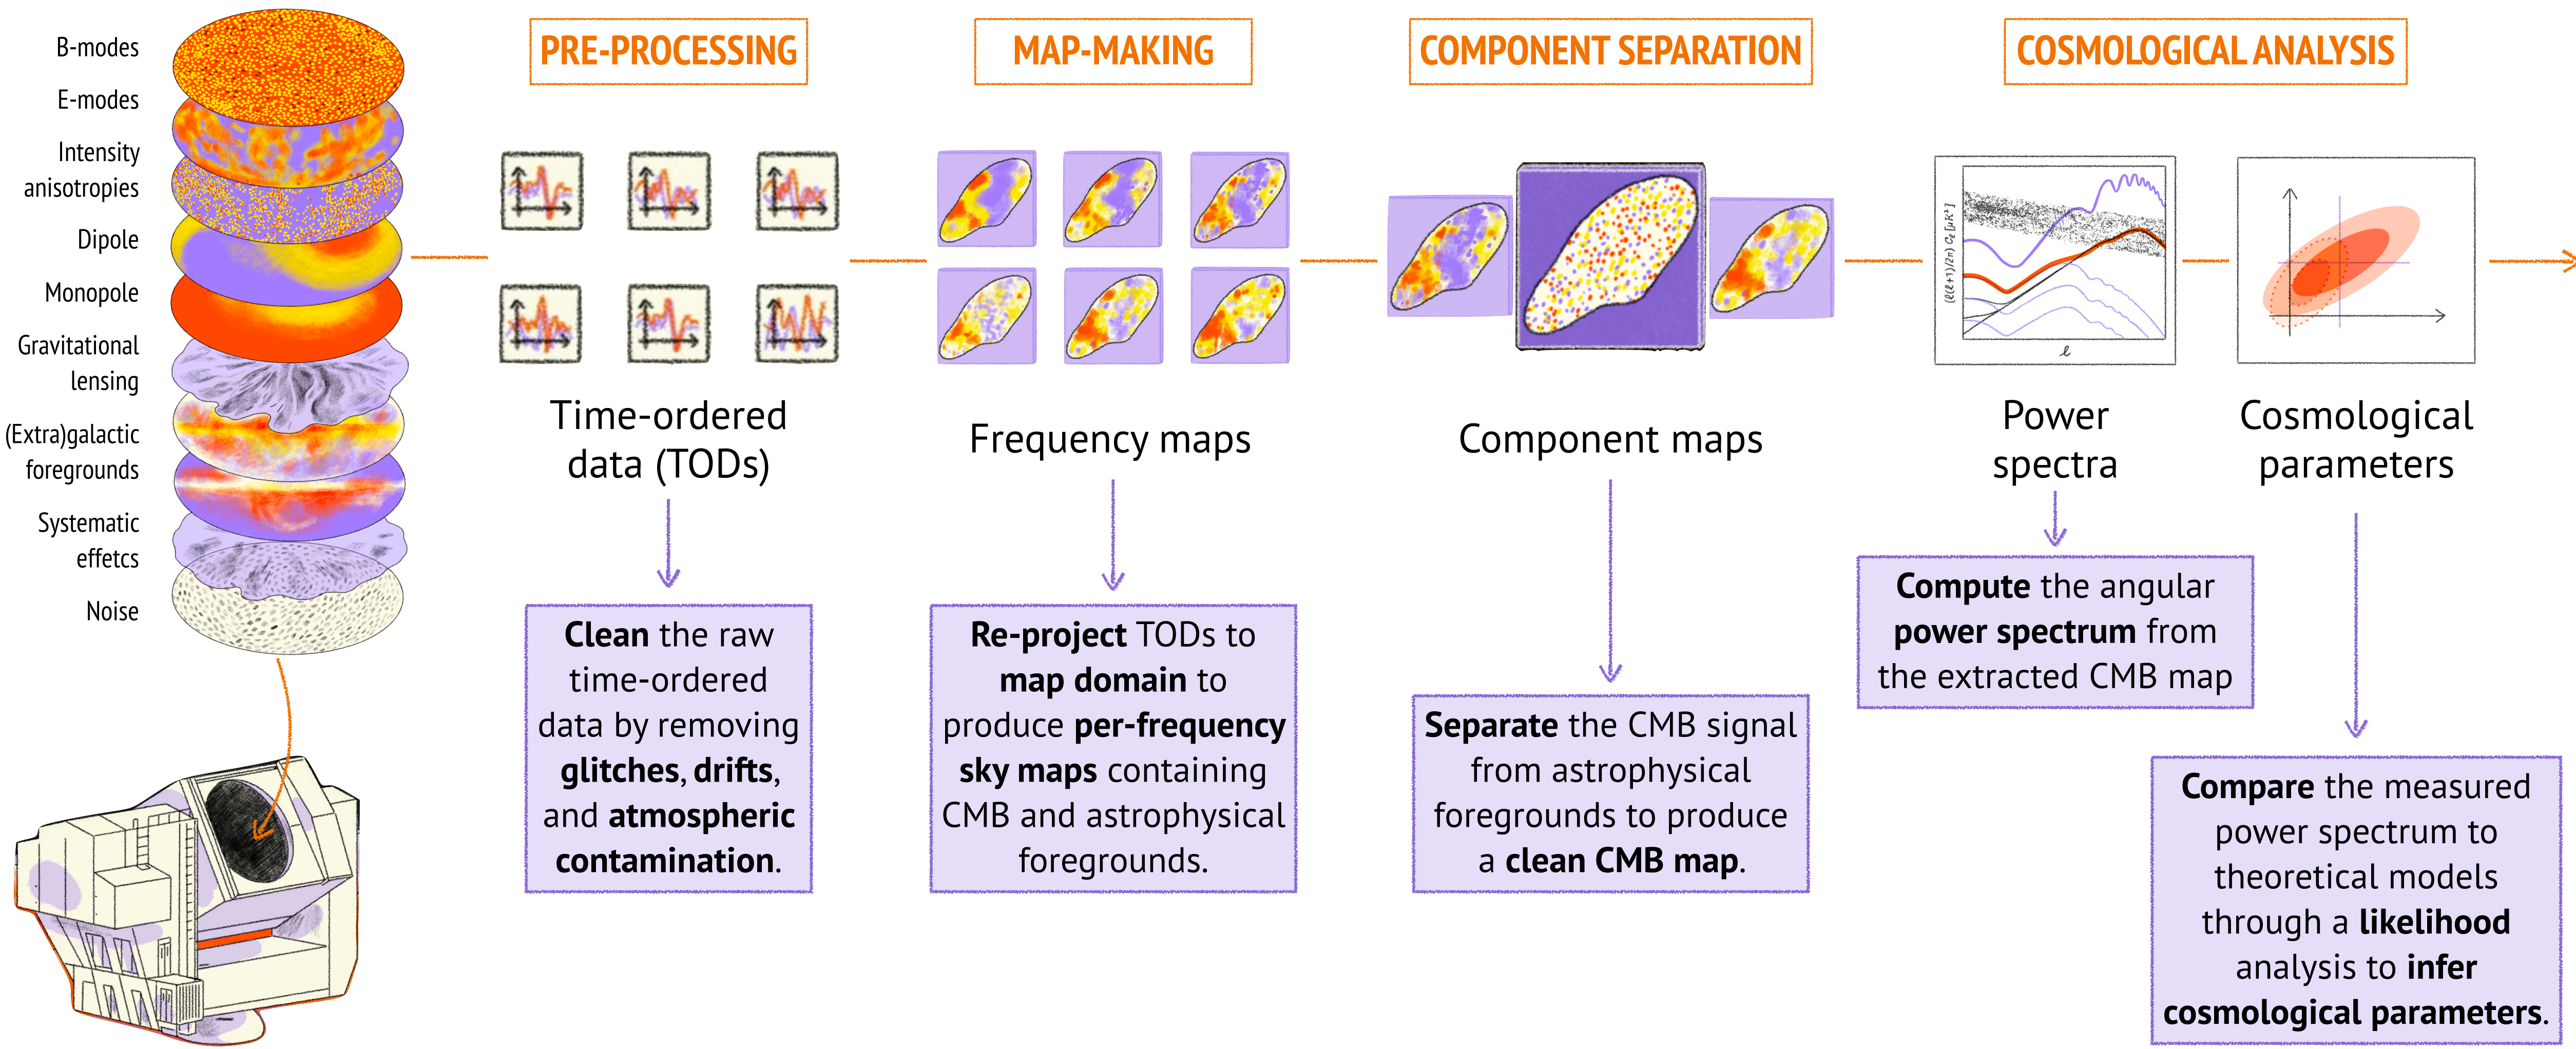 B-modes
E-modes
Intensity
anisotropies
Dipole
Monopole
Gravitational
lensing
(Extra)galactic
foregrounds
Systematic
effetcs
Noise
PRE-PROCESSING
Time-ordered
data (TODs)
Clean the raw
time-ordered
data by removing
glitches, drifts,
and atmospheric
contamination.
MAP-MAKING
Frequency maps
Re-project TODs to
map domain to
produce per-frequency
sky maps containing
CMB and astrophysical
foregrounds.
COMPONENT SEPARATION
Component maps
Separate the CMB signal
from astrophysical
foregrounds to produce
a clean CMB map.
COSMOLOGICAL ANALYSIS
(ℓ(ℓ+1)/2π) Cℓ [μK²]
ℓ
Power
spectra
Compute the angular
power spectrum from
the extracted CMB map
Cosmological
parameters
Compare the measured
power spectrum to
theoretical models
through a likelihood
analysis to infer
cosmological parameters.